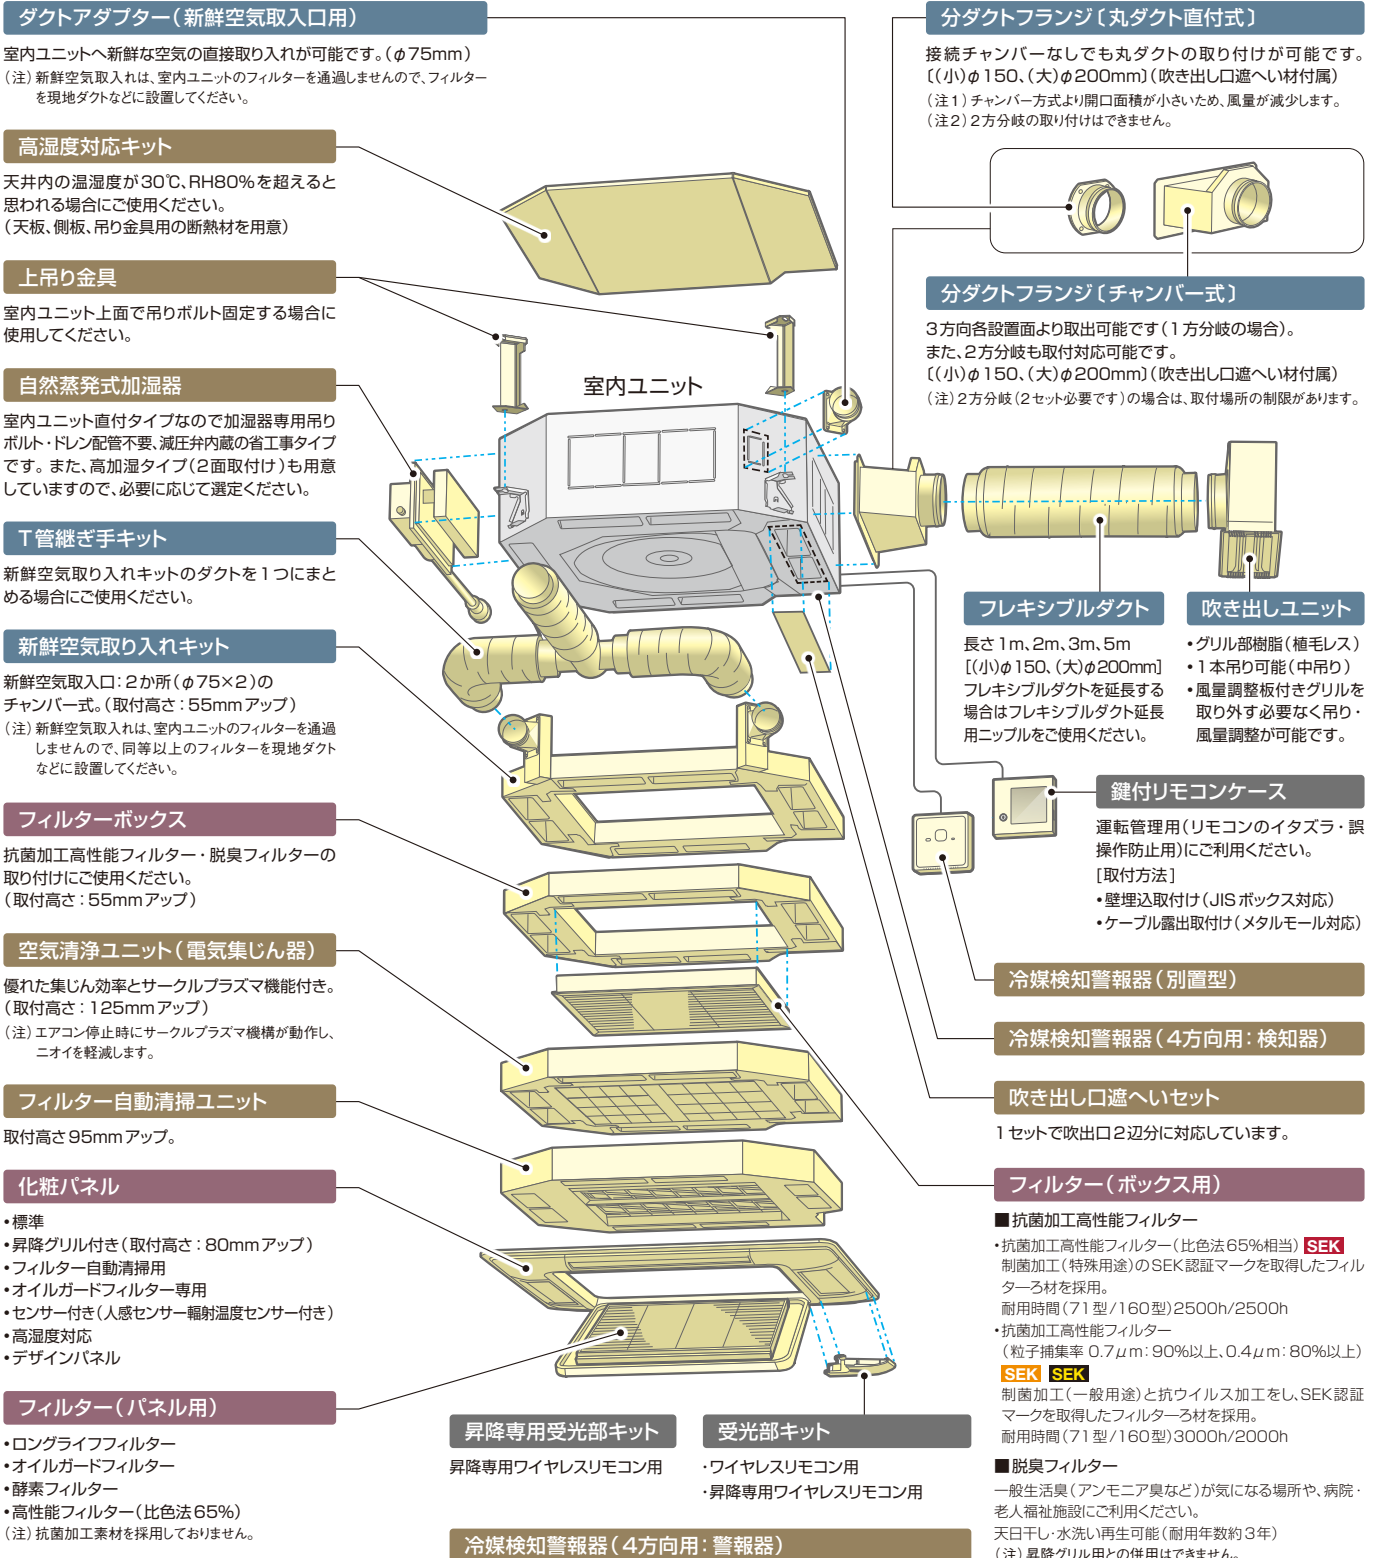 ダクトアダプター（新鮮空気取入口用）
室内ユニットへ新鮮な空気の直接取り入れが可能です。（φ75mm）
（注）新鮮空気取入れは、室内ユニットのフィルターを通過しませんので、フィルター
を現地ダクトなどに設置してください。
高湿度対応キット
天井内の温湿度が30℃、RH80％を超えると
思われる場合にご使用ください。
（天板、側板、吊り金具用の断熱材を用意）
上吊り金具
室内ユニット上面で吊りボルト固定する場合に
使用してください。
自然蒸発式加湿器
室内ユニット直付タイプなので加湿器専用吊り
ボルト・ドレン配管不要、減圧弁内蔵の省工事タイプ
です。また、高加湿タイプ（2面取付け）も用意
していますので、必要に応じて選定ください。
T管継ぎ手キット
新鮮空気取り入れキットのダクトを1つにまと
める場合にご使用ください。
新鮮空気取り入れキット
新鮮空気取入口：2か所（φ75×2）の
チャンバー式。（取付高さ：55mmアップ）
（注）新鮮空気取入れは、室内ユニットのフィルターを通過
しませんので、同等以上のフィルターを現地ダクト
などに設置してください。
フィルターボックス
抗菌加工高性能フィルター・脱臭フィルターの
取り付けにご使用ください。
（取付高さ：55mmアップ）
空気清浄ユニット（電気集じん器）
優れた集じん効率とサークルプラズマ機能付き。
（取付高さ：125mmアップ）
（注）エアコン停止時にサークルプラズマ機構が動作し、
ニオイを軽減します。
フィルター自動清掃ユニット
取付高さ95mmアップ。
化粧パネル
•標準
•昇降グリル付き（取付高さ：80mmアップ）
•フィルター自動清掃用
•オイルガードフィルター専用
•センサー付き（人感センサー輻射温度センサー付き）
•高湿度対応
•デザインパネル
フィルター（パネル用）
•ロングライフフィルター
•オイルガードフィルター
•酵素フィルター
•高性能フィルター（比色法65％）
（注）抗菌加工素材を採用しておりません。
室内ユニット
昇降専用受光部キット
昇降専用ワイヤレスリモコン用
受光部キット
・ワイヤレスリモコン用
・昇降専用ワイヤレスリモコン用
冷媒検知警報器（4方向用：警報器）
分ダクトフランジ〔丸ダクト直付式〕
接続チャンバーなしでも丸ダクトの取り付けが可能です。
〔（小）φ150、（大）φ200mm〕（吹き出し口遮へい材付属）
（注1）チャンバー方式より開口面積が小さいため、風量が減少します。
（注2）2方分岐の取り付けはできません。
分ダクトフランジ〔チャンバー式〕
3方向各設置面より取出可能です（1方分岐の場合）。
また、2方分岐も取付対応可能です。
〔（小）φ150、（大）φ200mm〕（吹き出し口遮へい材付属）
（注）2方分岐（2セット必要です）の場合は、取付場所の制限があります。
フレキシブルダクト
長さ1m、2m、3m、5m
[（小）φ150、（大）φ200mm]
フレキシブルダクトを延長する
場合はフレキシブルダクト延長
用ニップルをご使用ください。
吹き出しユニット
•グリル部樹脂（植毛レス）
•1本吊り可能（中吊り）
•風量調整板付きグリルを
取り外す必要なく吊り・
風量調整が可能です。
鍵付リモコンケース
運転管理用（リモコンのイタズラ・誤
操作防止用）にご利用ください。
[取付方法]
•壁埋込取付け（JISボックス対応）
•ケーブル露出取付け（メタルモール対応）
冷媒検知警報器（別置型）
冷媒検知警報器（4方向用：検知器）
吹き出し口遮へいセット
1セットで吹出口2辺分に対応しています。
フィルター（ボックス用）
■抗菌加工高性能フィルター
・抗菌加工高性能フィルター（比色法65％相当）SEK
制菌加工（特殊用途）のSEK認証マークを取得したフィル
ターろ材を採用。
耐用時間（71型/160型）2500h/2500h
・抗菌加工高性能フィルター
（粒子捕集率 0.7μm：90％以上、0.4μm：80％以上）
SEK SEK
制菌加工（一般用途）と抗ウイルス加工をし、SEK認証
マークを取得したフィルターろ材を採用。
耐用時間（71型/160型）3000h/2000h
■脱臭フィルター
一般生活臭（アンモニア臭など）が気になる場所や、病院・
老人福祉施設にご利用ください。
天日干し・水洗い再生可能（耐用年数約3年）
（注）昇降グリル用との併用はできません。